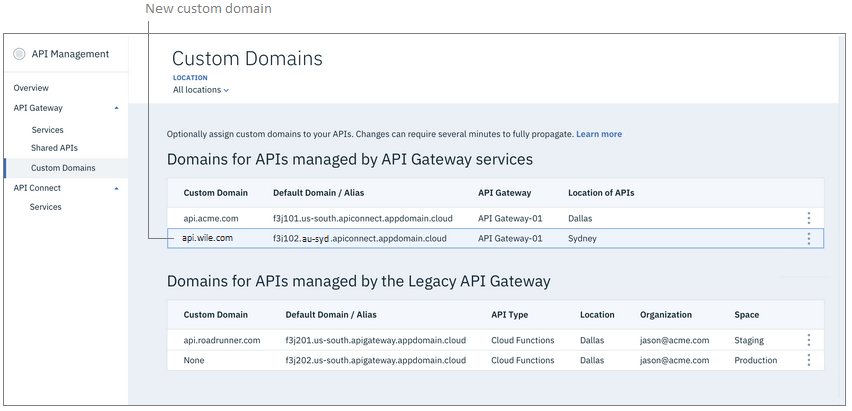 New custom domain
API Management
Overview
API Gateway
Services
Shared APIs
Custom Domains
API Connect
Services
Custom Domains
LOCATION
All locations
Optionally assign custom domains to your APIs. Changes can require several minutes to fully propagate. Learn more
Domains for APIs managed by API Gateway services
Custom Domain Default Domain / Alias API Gateway Location of APIs
api.acme.com f3j101.us-south.apiconnect.appdomain.cloud API Gateway-01 Dallas
api.wile.com f3j102.au-syd.apiconnect.appdomain.cloud API Gateway-01 Sydney
Domains for APIs managed by the Legacy API Gateway
Custom Domain Default Domain / Alias API Type Location Organization Space
api.roadrunner.com f3j201.us-south.apigateway.appdomain.cloud Cloud Functions Dallas jason@acme.com Staging
None f3j202.us-south.apigateway.appdomain.cloud Cloud Functions Dallas jason@acme.com Production